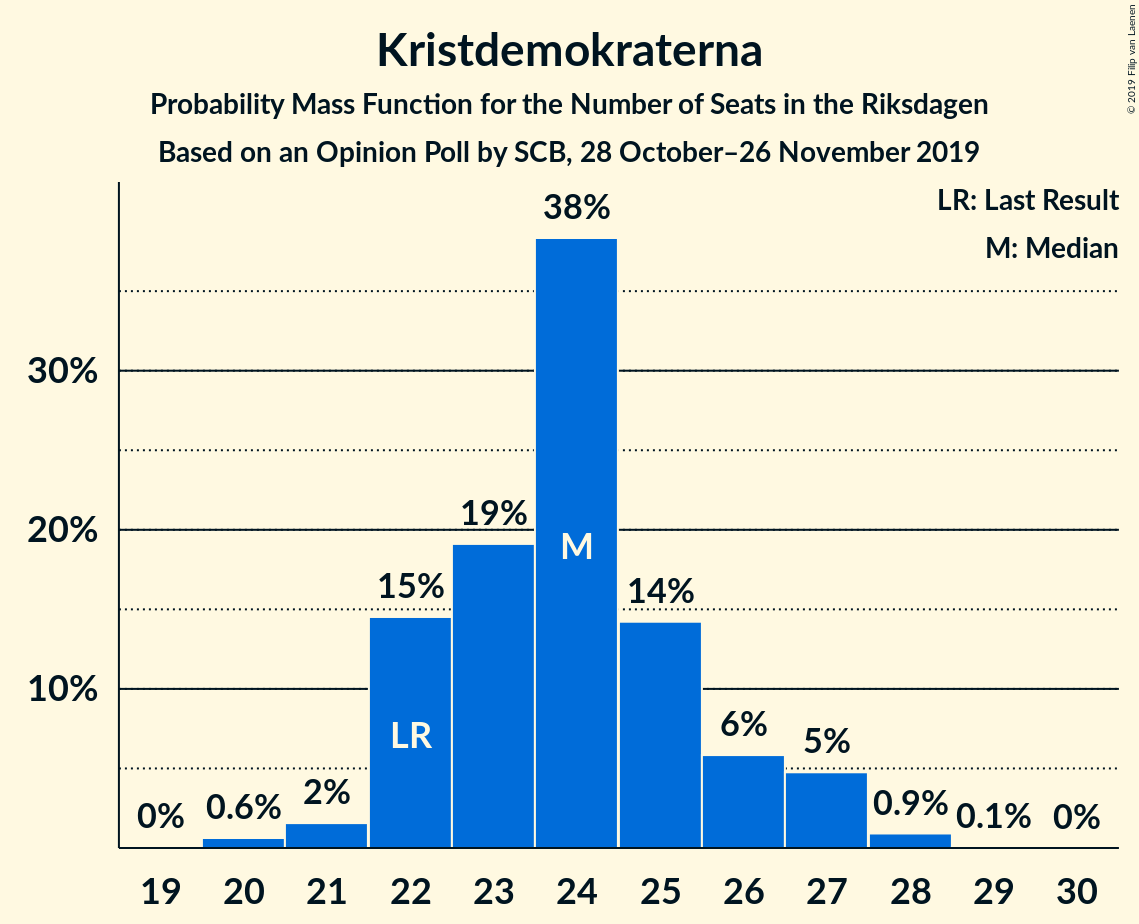 Kristdemokraterna
Probability Mass Function for the Number of Seats in the Riksdagen
Based on an Opinion Poll by SCB, 28 October–26 November 2019
© 2019 Filip van Laenen
LR: Last Result
M: Median
38%
30%
20%
10%
19%
M
15%
14%
LR
6%
5%
0%
0.6%
2%
0.9%
0.1%
0%
19 20 21 22 23 24 25 26 27 28 29 30